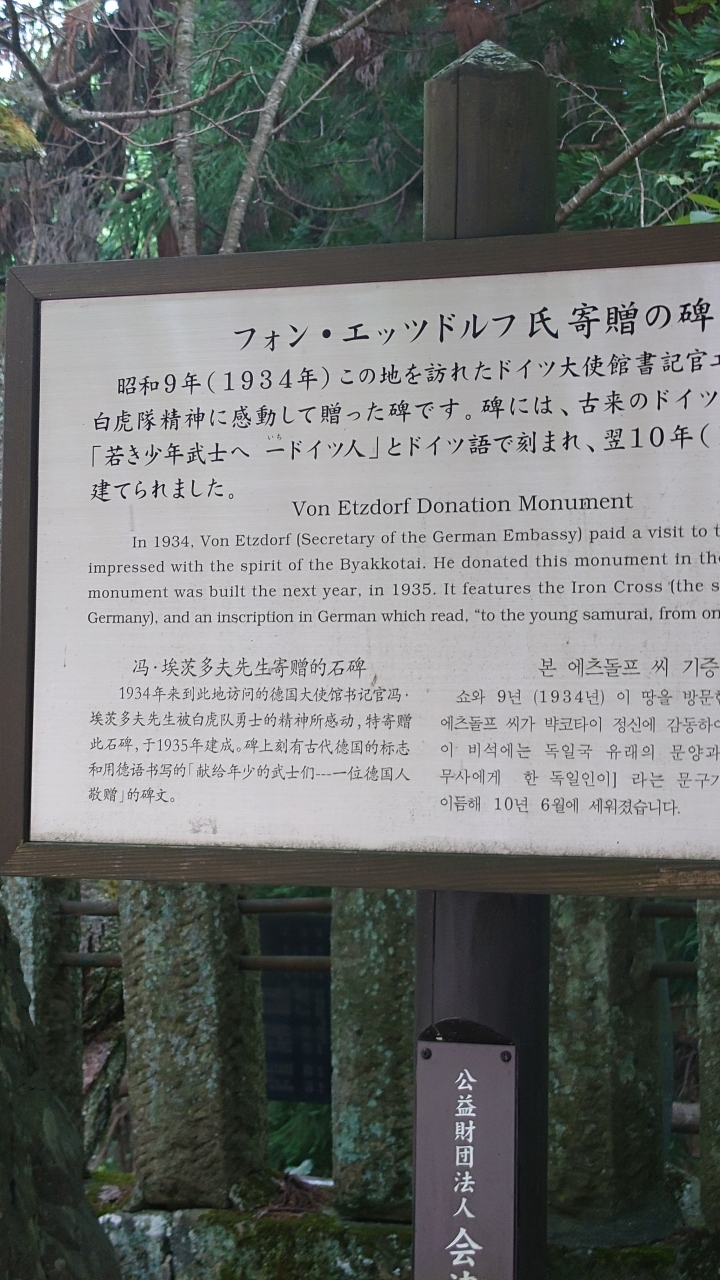 フォン・エッツドルフ氏寄贈の碑
昭和9年(1934年)この地を訪れたドイツ大使館書記官エ
白虎隊精神に感動して贈った碑です。碑には、古来のドイツ
いち
「若き少年武士へ 一ドイツ人」とドイツ語で刻まれ、翌10年(
建てられました。
Von Etzdorf Donation Monument
In 1934, Von Etzdorf (Secretary of the German Embassy) paid a visit to
impressed with the spirit of the Byakkotai. He donated this monument in the
monument was built the next year, in 1935. It features the Iron Cross (the s
Germany), and an inscription in German which read, “to the young samurai, from on
冯·埃茨多夫先生寄赠的石碑
1934年来到此地访问的德国大使馆书记官冯·
埃茨多夫先生被白虎队勇士的精神所感动，特寄赠
此石碑，于1935年建成。碑上刻有古代德国的标志
和用德语书写的「献给年少的武士们---一位德国人
敬赠」的碑文。
본 에츠돌프 씨 기증
쇼와 9년 (1934년) 이 땅을 방문한
에츠돌프 씨가 박코타이 정신에 감동하여
이 비석에는 독일국 유래의 문양과
무사에게 한 독일인이] 라는 문구가
이듬해 10년 6월에 세워졌습니다.
公益財団法人 会